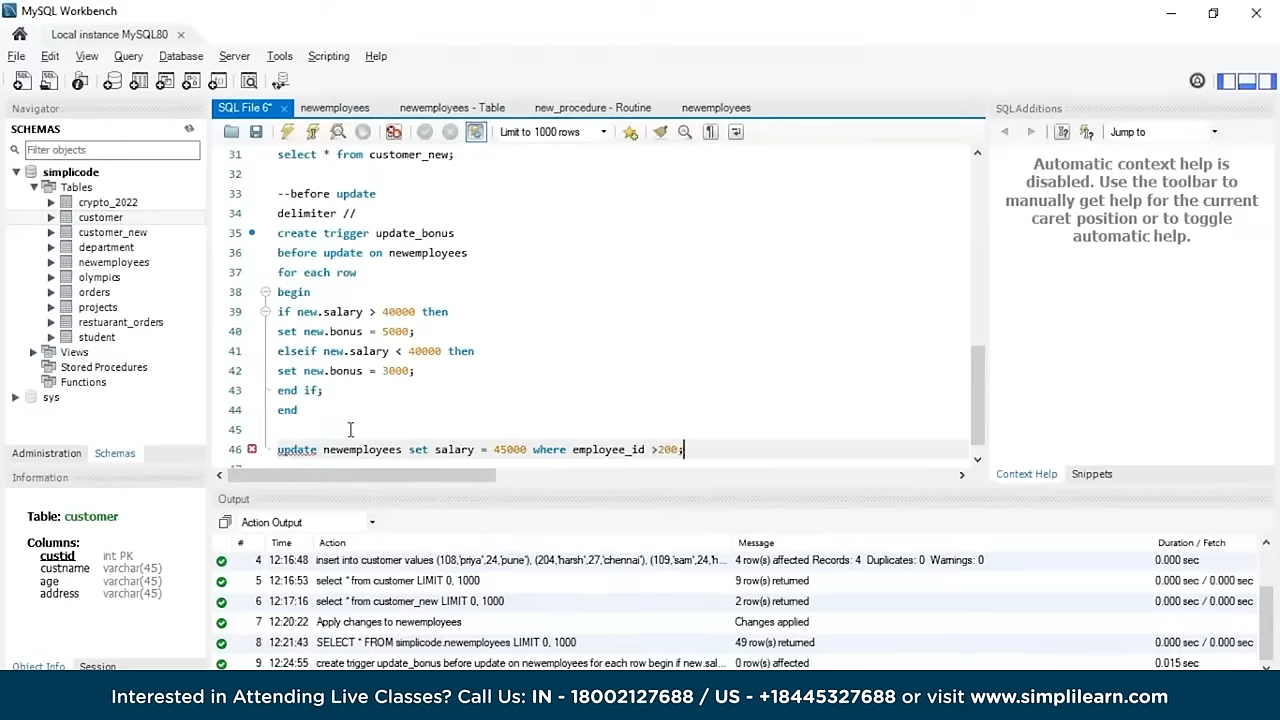 MySQL Workbench
Local instance MySQL80
File Edit View Query Database Server Tools Scripting Help
Navigator
SCHEMAS
Filter objects
simplicode
Tables
crypto_2022
customer
customer_new
department
newemployees
olympics
orders
projects
restuarant_orders
student
Views
Stored Procedures
Functions
sys
Administration Schemas
Information
Table: customer
Columns:
custid int PK
custname varchar(45)
age varchar(45)
address varchar(45)
Object Info Session
SQL File 6* newemployees newemployees - Table new_procedure - Routine newemployees
Limit to 1000 rows
31 select * from customer_new;
32
33 --before update
34 delimiter //
35 create trigger update_bonus
36 before update on newemployees
37 for each row
38 begin
39 if new.salary > 40000 then
40 set new.bonus = 5000;
41 elseif new.salary < 40000 then
42 set new.bonus = 3000;
43 end if;
44 end
45
46 update newemployees set salary = 45000 where employee_id >200;
Output
Action Output
# Time Action Message Duration / Fetch
4 12:16:48 insert into customer values (108,'priya',24,'pune'), (204,'harsh',27,'chennai'), (109,'sam',24,'h... 4 row(s) affected Records: 4 Duplicates: 0 Warnings: 0 0.000 sec
5 12:16:53 select * from customer LIMIT 0, 1000 9 row(s) returned 0.000 sec / 0.000 sec
6 12:17:16 select * from customer_new LIMIT 0, 1000 2 row(s) returned 0.000 sec / 0.000 sec
7 12:20:22 Apply changes to newemployees Changes applied
8 12:21:43 SELECT * FROM simplicode.newemployees LIMIT 0, 1000 49 row(s) returned 0.000 sec / 0.000 sec
9 12:24:55 create trigger update_bonus before update on newemployees for each row begin if new.sal... 0 row(s) affected 0.015 sec
SQLAdditions
Jump to
Automatic context help is
disabled. Use the toolbar to
manually get help for the current
caret position or to toggle
automatic help.
Context Help Snippets
Interested in Attending Live Classes? Call Us: IN - 18002127688 / US - +18445327688 or visit www.simplilearn.com